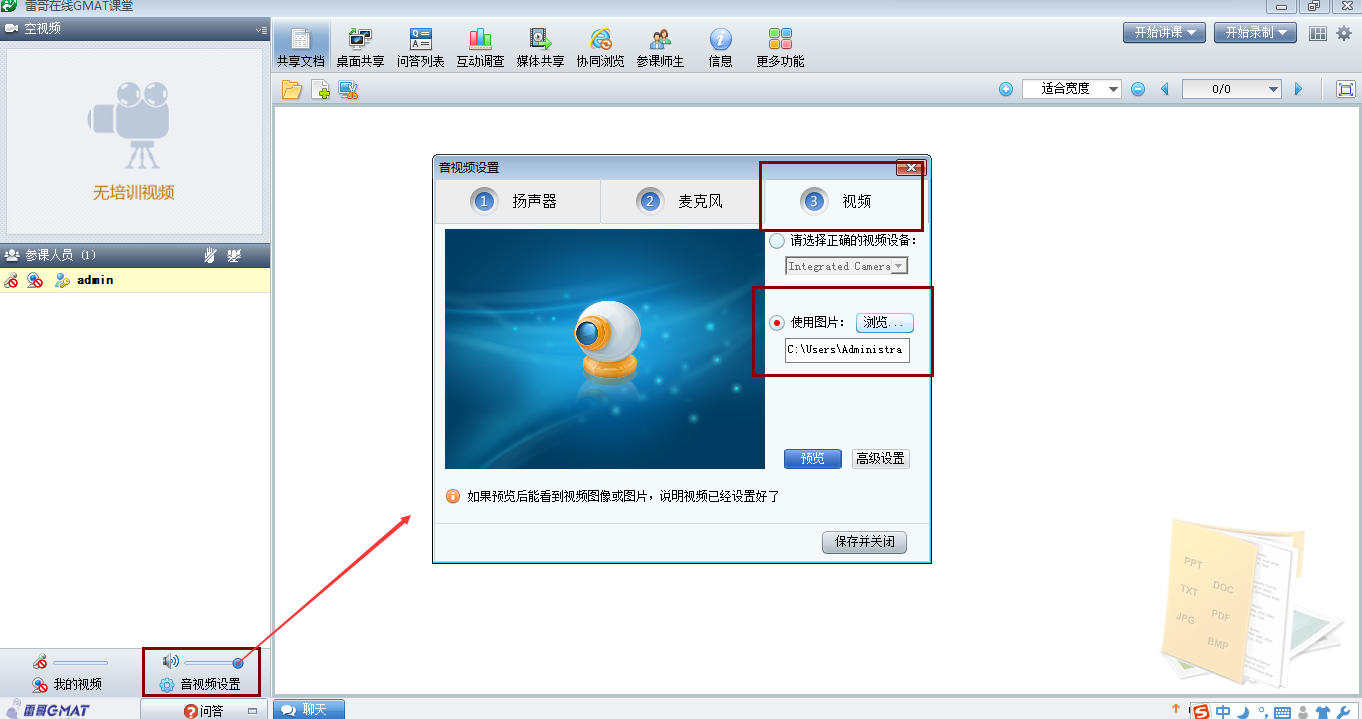 雷哥在线GMAT课堂
空视频
无培训视频
参课人员 (1)
admin
共享文档 桌面共享 问答列表 互动调查 媒体共享 协同浏览 参课师生 信息 更多功能
开始讲课 开始录制
适合宽度 0/0
音视频设置
1 扬声器 2 麦克风 3 视频
请选择正确的视频设备:
Integrated Camera
使用图片: 浏览...
C:\Users\Administra
预览 高级设置
如果预览后能看到视频图像或图片，说明视频已经设置好了
保存并关闭
PPT
DOC
TXT
PDF
JPG
BMP
我的视频 音视频设置
雷哥GMAT 问答 聊天
中